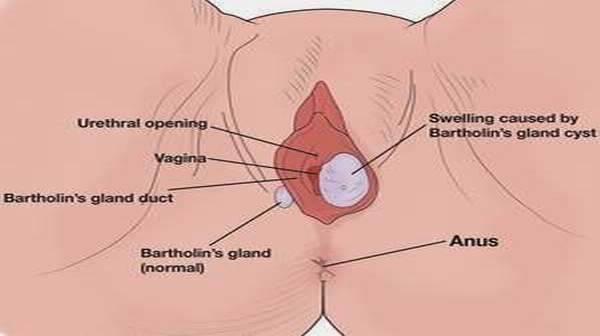 Urethral opening
Vagina
Bartholin's gland duct
Bartholin's gland
(normal)
Swelling caused by
Bartholin's gland cyst
Anus